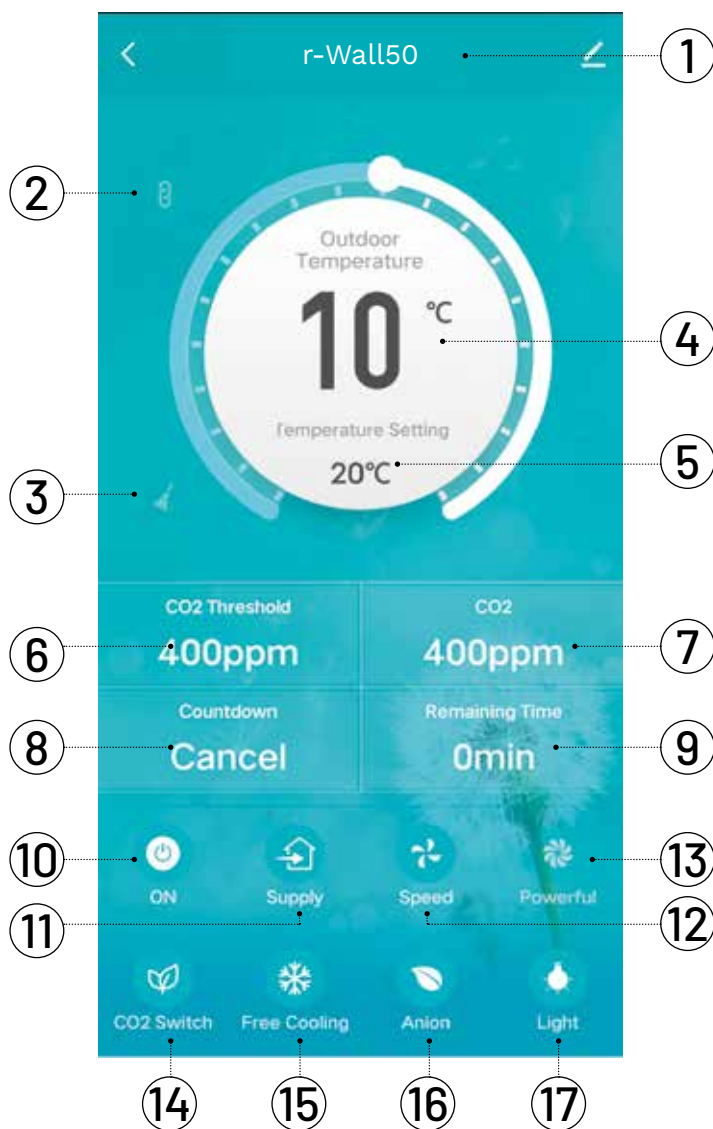 r-Wall50
1
2
Outdoor
Temperature
10 °C
4
Temperature Setting
20°C
5
3
CO2 Threshold
CO2
6
400ppm
400ppm
7
Countdown
Remaining Time
8
Cancel
0min
9
10
13
ON
Supply
Speed
Powerful
11
12
CO2 Switch
Free Cooling
Anion
Light
14
15
16
17